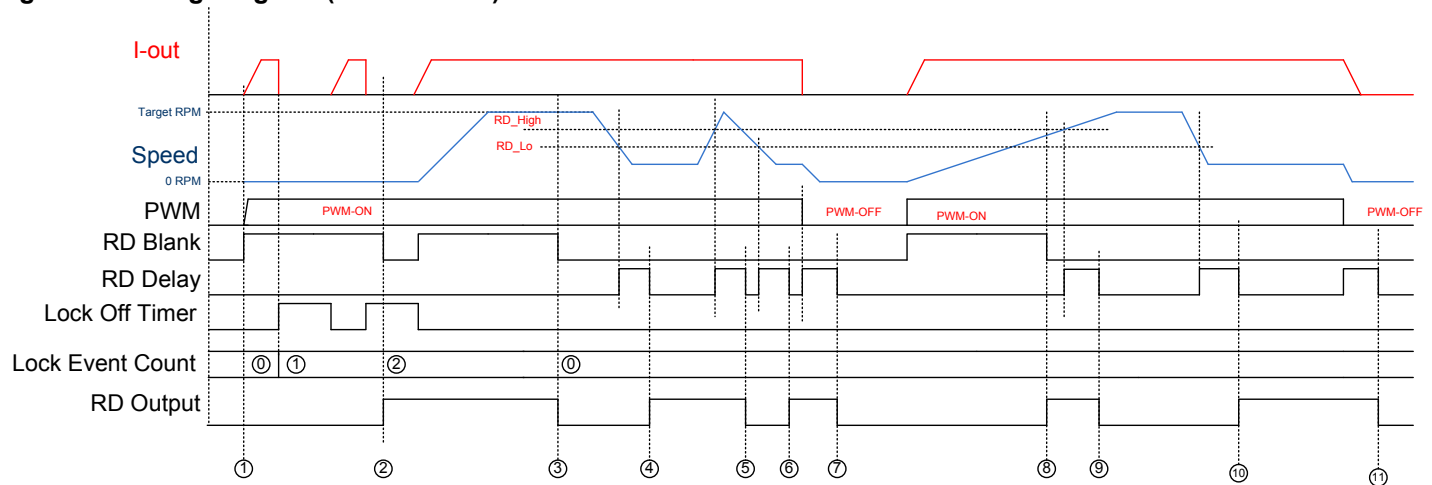 I-out
Target RPM
RD_High
RD_Lo
Speed
0 RPM
PWM
PWM-ON
PWM-OFF
PWM-ON
PWM-OFF
RD Blank
RD Delay
Lock Off Timer
Lock Event Count
⓪ ① ② ⓪
RD Output
① ② ③ ④ ⑤ ⑥ ⑦ ⑧ ⑨ ⑩ ⑪